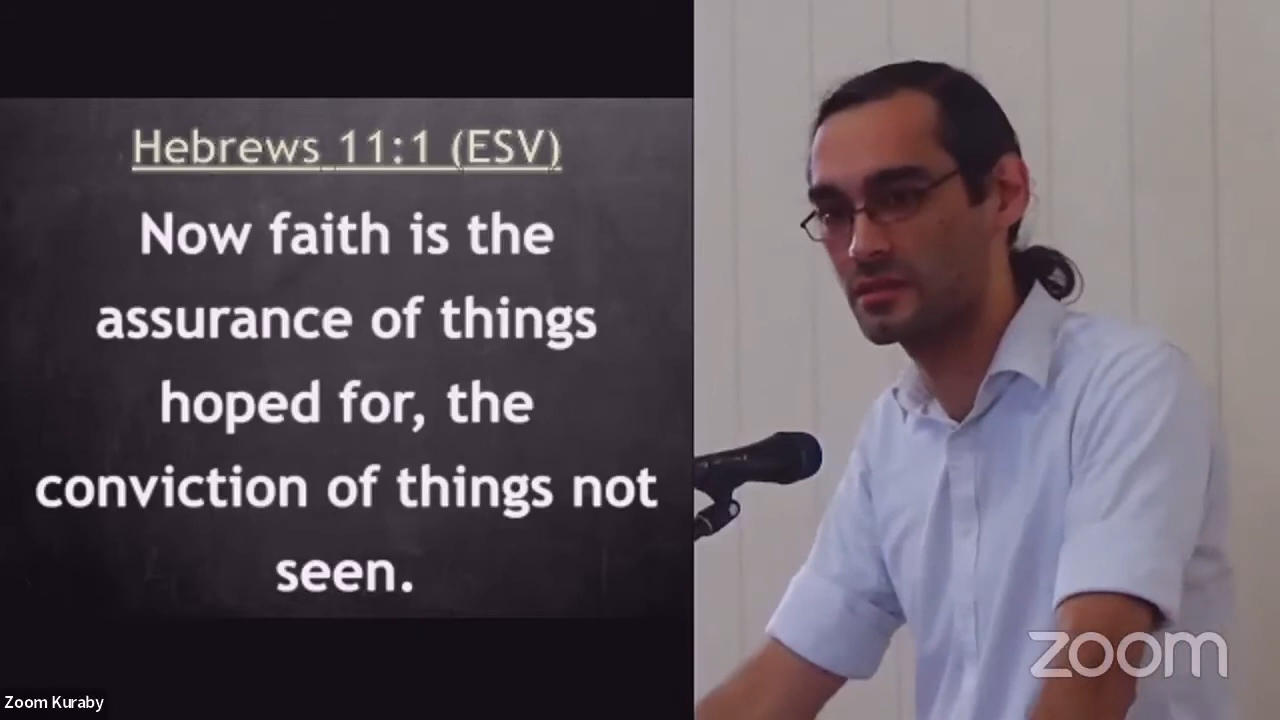 Hebrews 11:1 (ESV)
Now faith is the
assurance of things
hoped for, the
conviction of things not
seen.
zoom
Zoom Kuraby